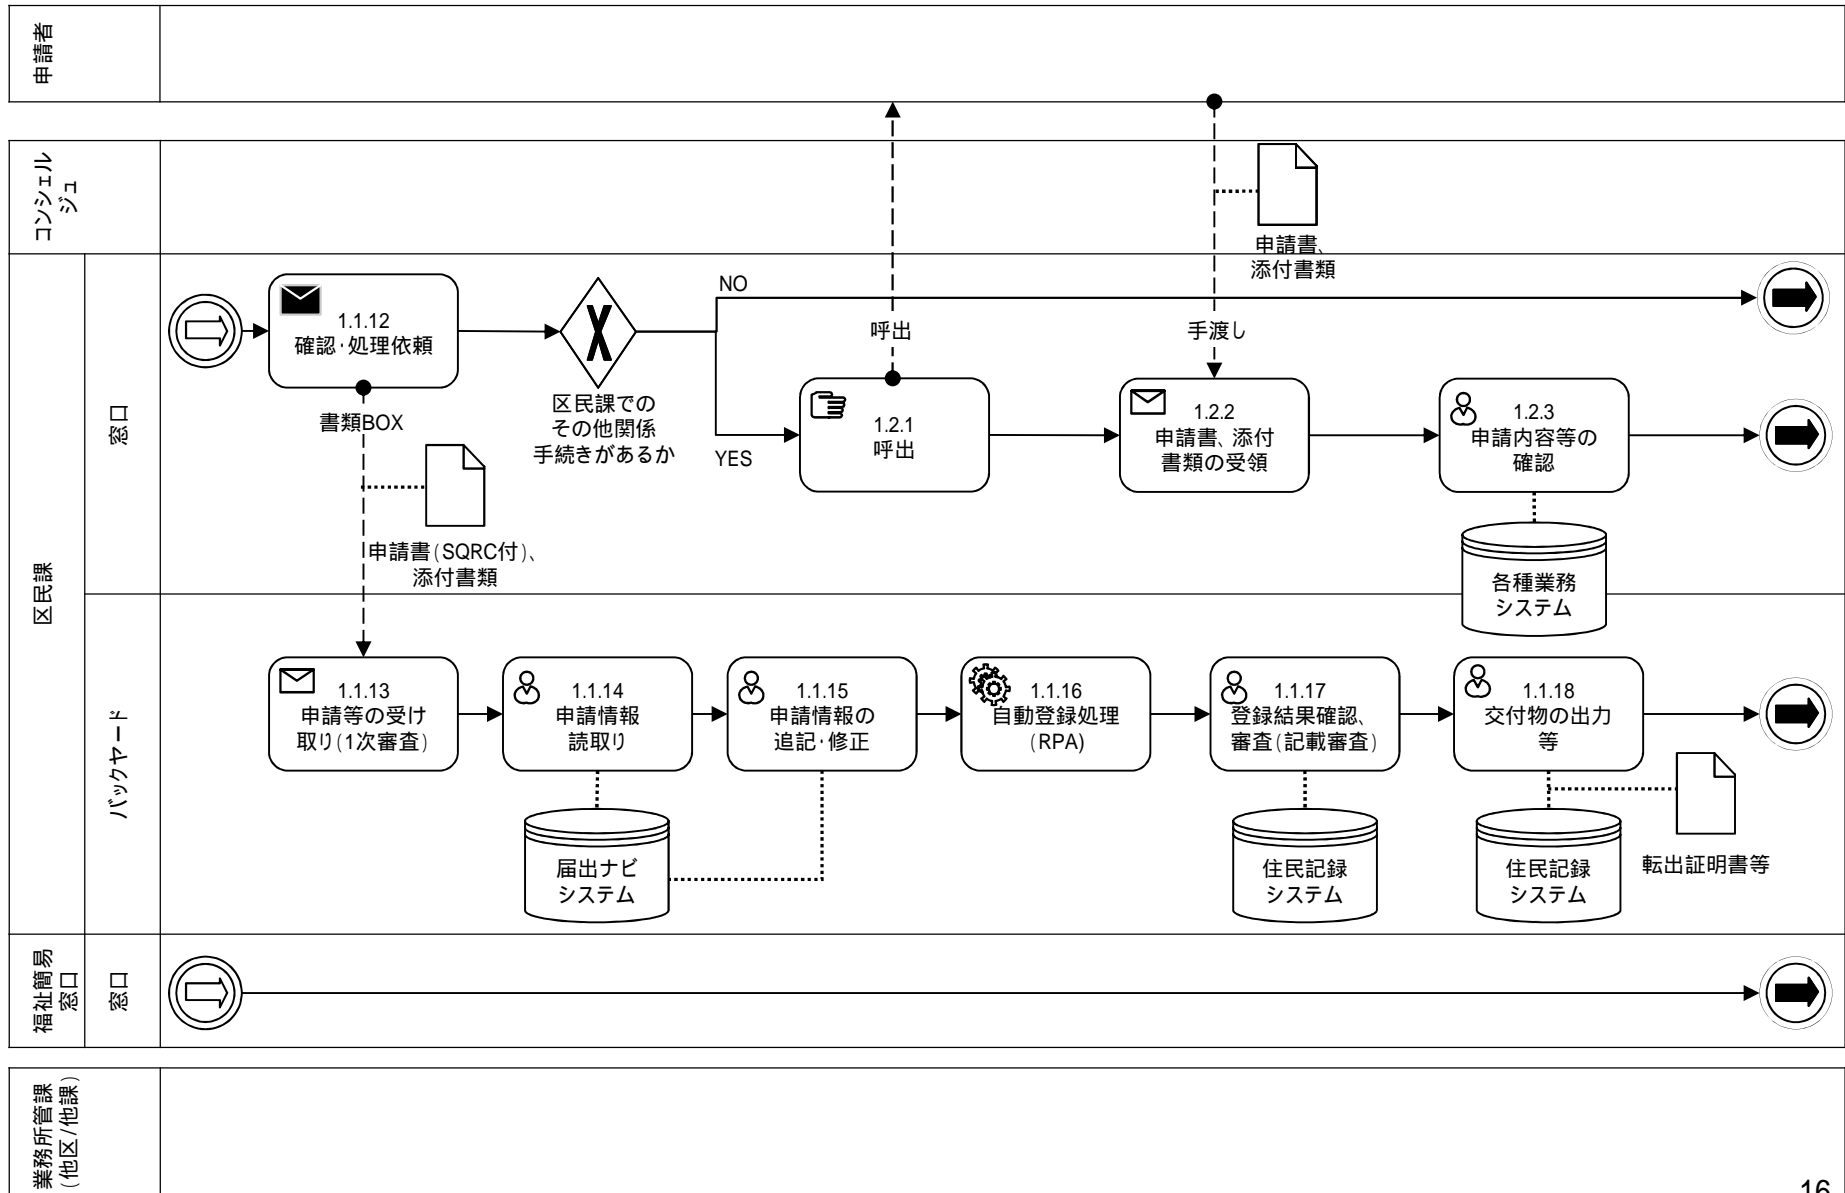 申請者
コンシェル
ジュ
申請書、
添付書類
区民課
窓口
1.1.12
確認・処理依頼
書類BOX
申請書(SQRC付)、
添付書類
区民課での
その他関係
手続きがあるか
NO
YES
呼出
1.2.1
呼出
手渡し
1.2.2
申請書、添付
書類の受領
1.2.3
申請内容等の
確認
各種業務
システム
バックヤード
1.1.13
申請等の受け
取り(1次審査)
1.1.14
申請情報
読取り
1.1.15
申請情報の
追記・修正
1.1.16
自動登録処理
(RPA)
1.1.17
登録結果確認、
審査(記載審査)
1.1.18
交付物の出力
等
届出ナビ
システム
住民記録
システム
住民記録
システム
転出証明書等
福祉簡易
窓口
窓口
業務所管課
(他区/他課)
16